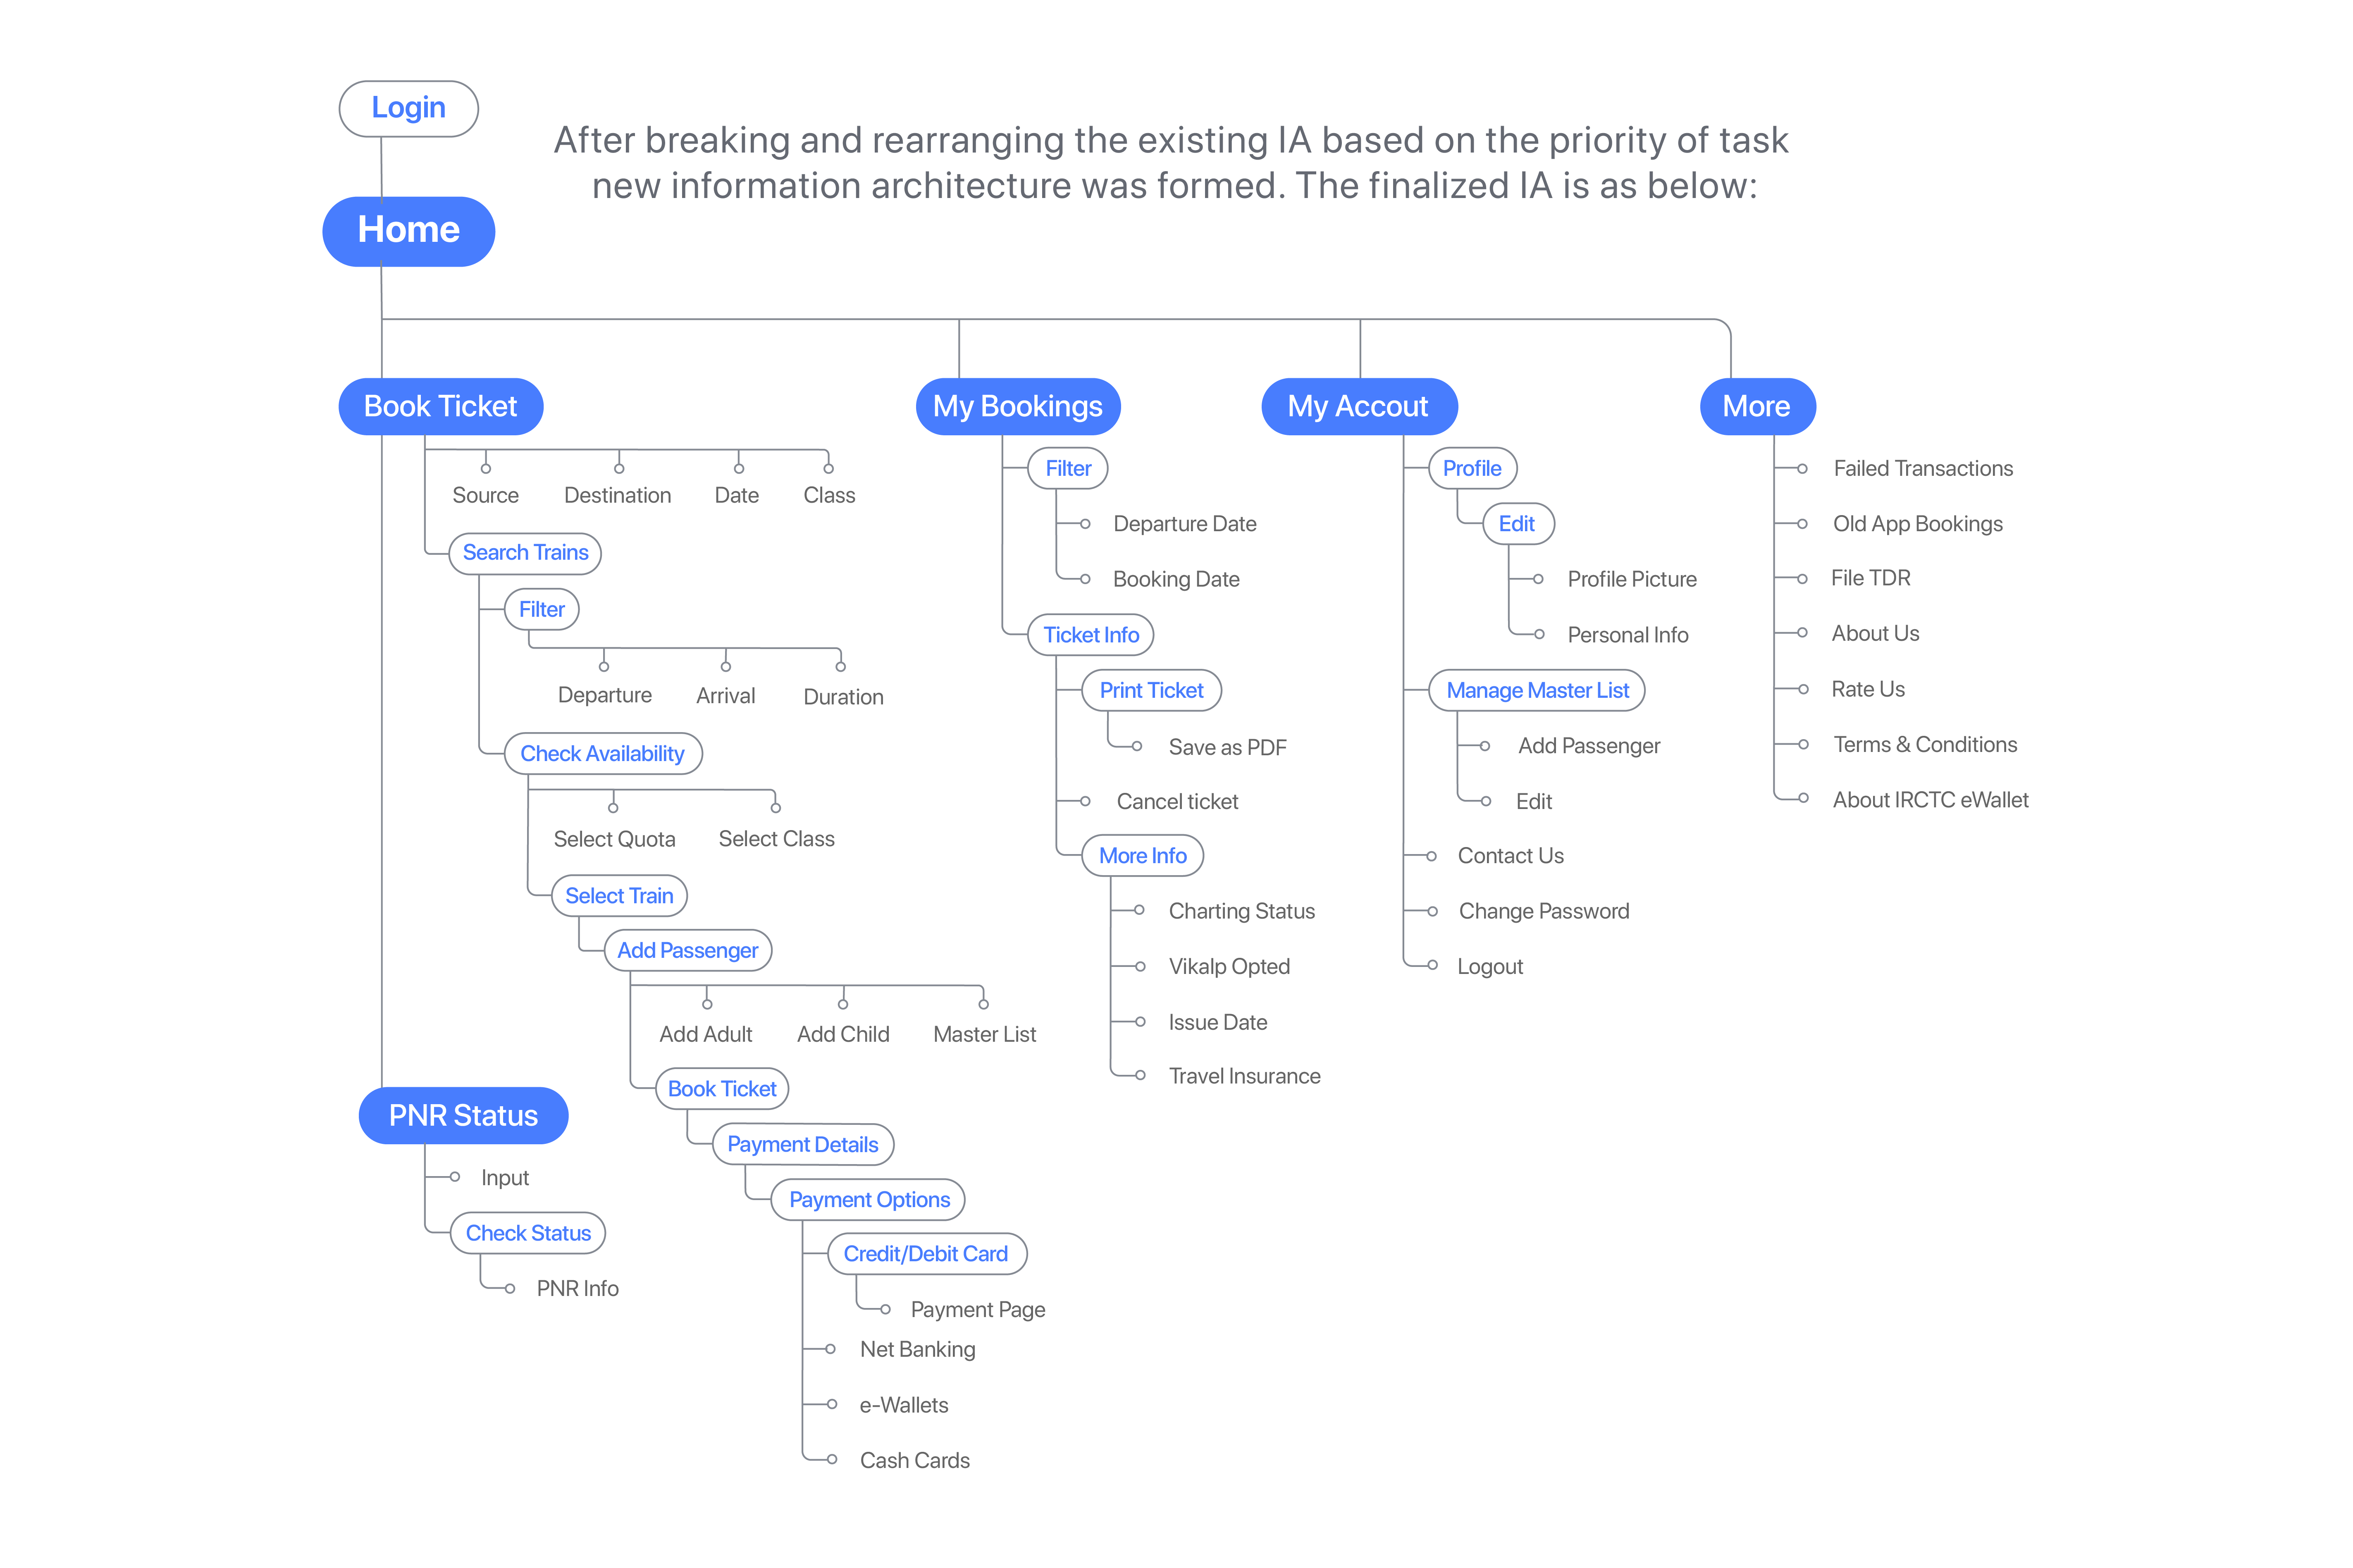 Login
After breaking and rearranging the existing IA based on the priority of task
new information architecture was formed. The finalized IA is as below:
Home
Book Ticket
Source
Destination
Date
Class
Search Trains
Filter
Departure
Arrival
Duration
Check Availability
Select Quota
Select Class
Select Train
Add Passenger
Add Adult
Add Child
Master List
Book Ticket
Payment Details
Payment Options
Credit/Debit Card
Payment Page
Net Banking
e-Wallets
Cash Cards
PNR Status
Input
Check Status
PNR Info
My Bookings
Filter
Departure Date
Booking Date
Ticket Info
Print Ticket
Save as PDF
Cancel ticket
More Info
Charting Status
Vikalp Opted
Issue Date
Travel Insurance
My Accout
Profile
Edit
Profile Picture
Personal Info
Manage Master List
Add Passenger
Edit
Contact Us
Change Password
Logout
More
Failed Transactions
Old App Bookings
File TDR
About Us
Rate Us
Terms & Conditions
About IRCTC eWallet